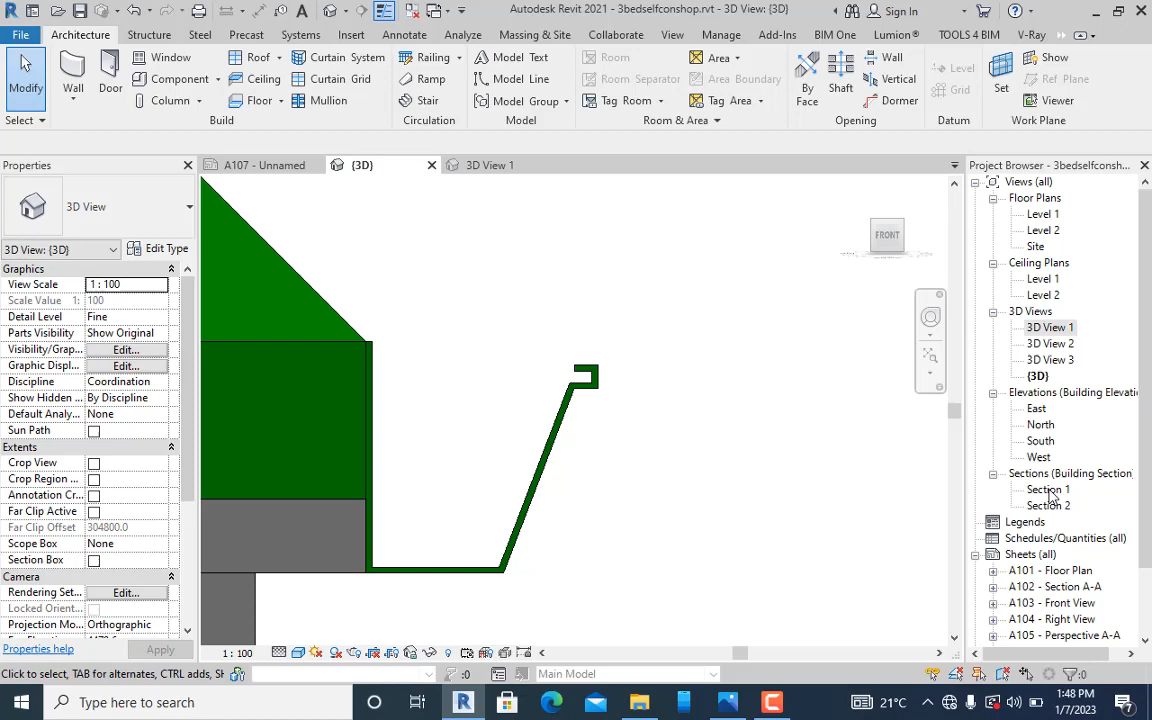 Autodesk Revit 2021 - 3bedselfconshop.rvt - 3D View: {3D}
Sign In
File Architecture Structure Steel Precast Systems Insert Annotate Analyze Massing & Site Collaborate View Manage Add-Ins BIM One Lumion® TOOLS 4 BIM V-Ray
Modify Wall Door Window Component Column
Roof Ceiling Floor
Curtain System Curtain Grid Mullion
Railing Ramp Stair
Model Text Model Line Model Group
Room Room Separator Tag Room
Area Area Boundary Tag Area
By Face Shaft Wall Vertical Dormer
Level Grid
Set Show Ref Plane Viewer
Select Build Circulation Model Room & Area Opening Datum Work Plane
Properties
A107 - Unnamed {3D} 3D View 1
Project Browser - 3bedselfconsh...
3D View
3D View: {3D} Edit Type
Graphics
View Scale 1 : 100
Scale Value 1: 100
Detail Level Fine
Parts Visibility Show Original
Visibility/Grap... Edit...
Graphic Displ... Edit...
Discipline Coordination
Show Hidden ... By Discipline
Default Analy... None
Sun Path
Extents
Crop View
Crop Region ...
Annotation Cr...
Far Clip Active
Far Clip Offset 304800.0
Scope Box None
Section Box
Camera
Rendering Set... Edit...
Locked Orient...
Projection Mo... Orthographic
Properties help Apply
FRONT
Views (all)
Floor Plans
Level 1
Level 2
Site
Ceiling Plans
Level 1
Level 2
3D Views
3D View 1
3D View 2
3D View 3
{3D}
Elevations (Building Elevati
East
North
South
West
Sections (Building Section)
Section 1
Section 2
Legends
Schedules/Quantities (all)
Sheets (all)
A101 - Floor Plan
A102 - Section A-A
A103 - Front View
A104 - Right View
A105 - Perspective A-A
1 : 100
Click to select, TAB for alternates, CTRL adds, S
:0 Main Model :0
Type here to search
21°C
1:48 PM
1/7/2023
7